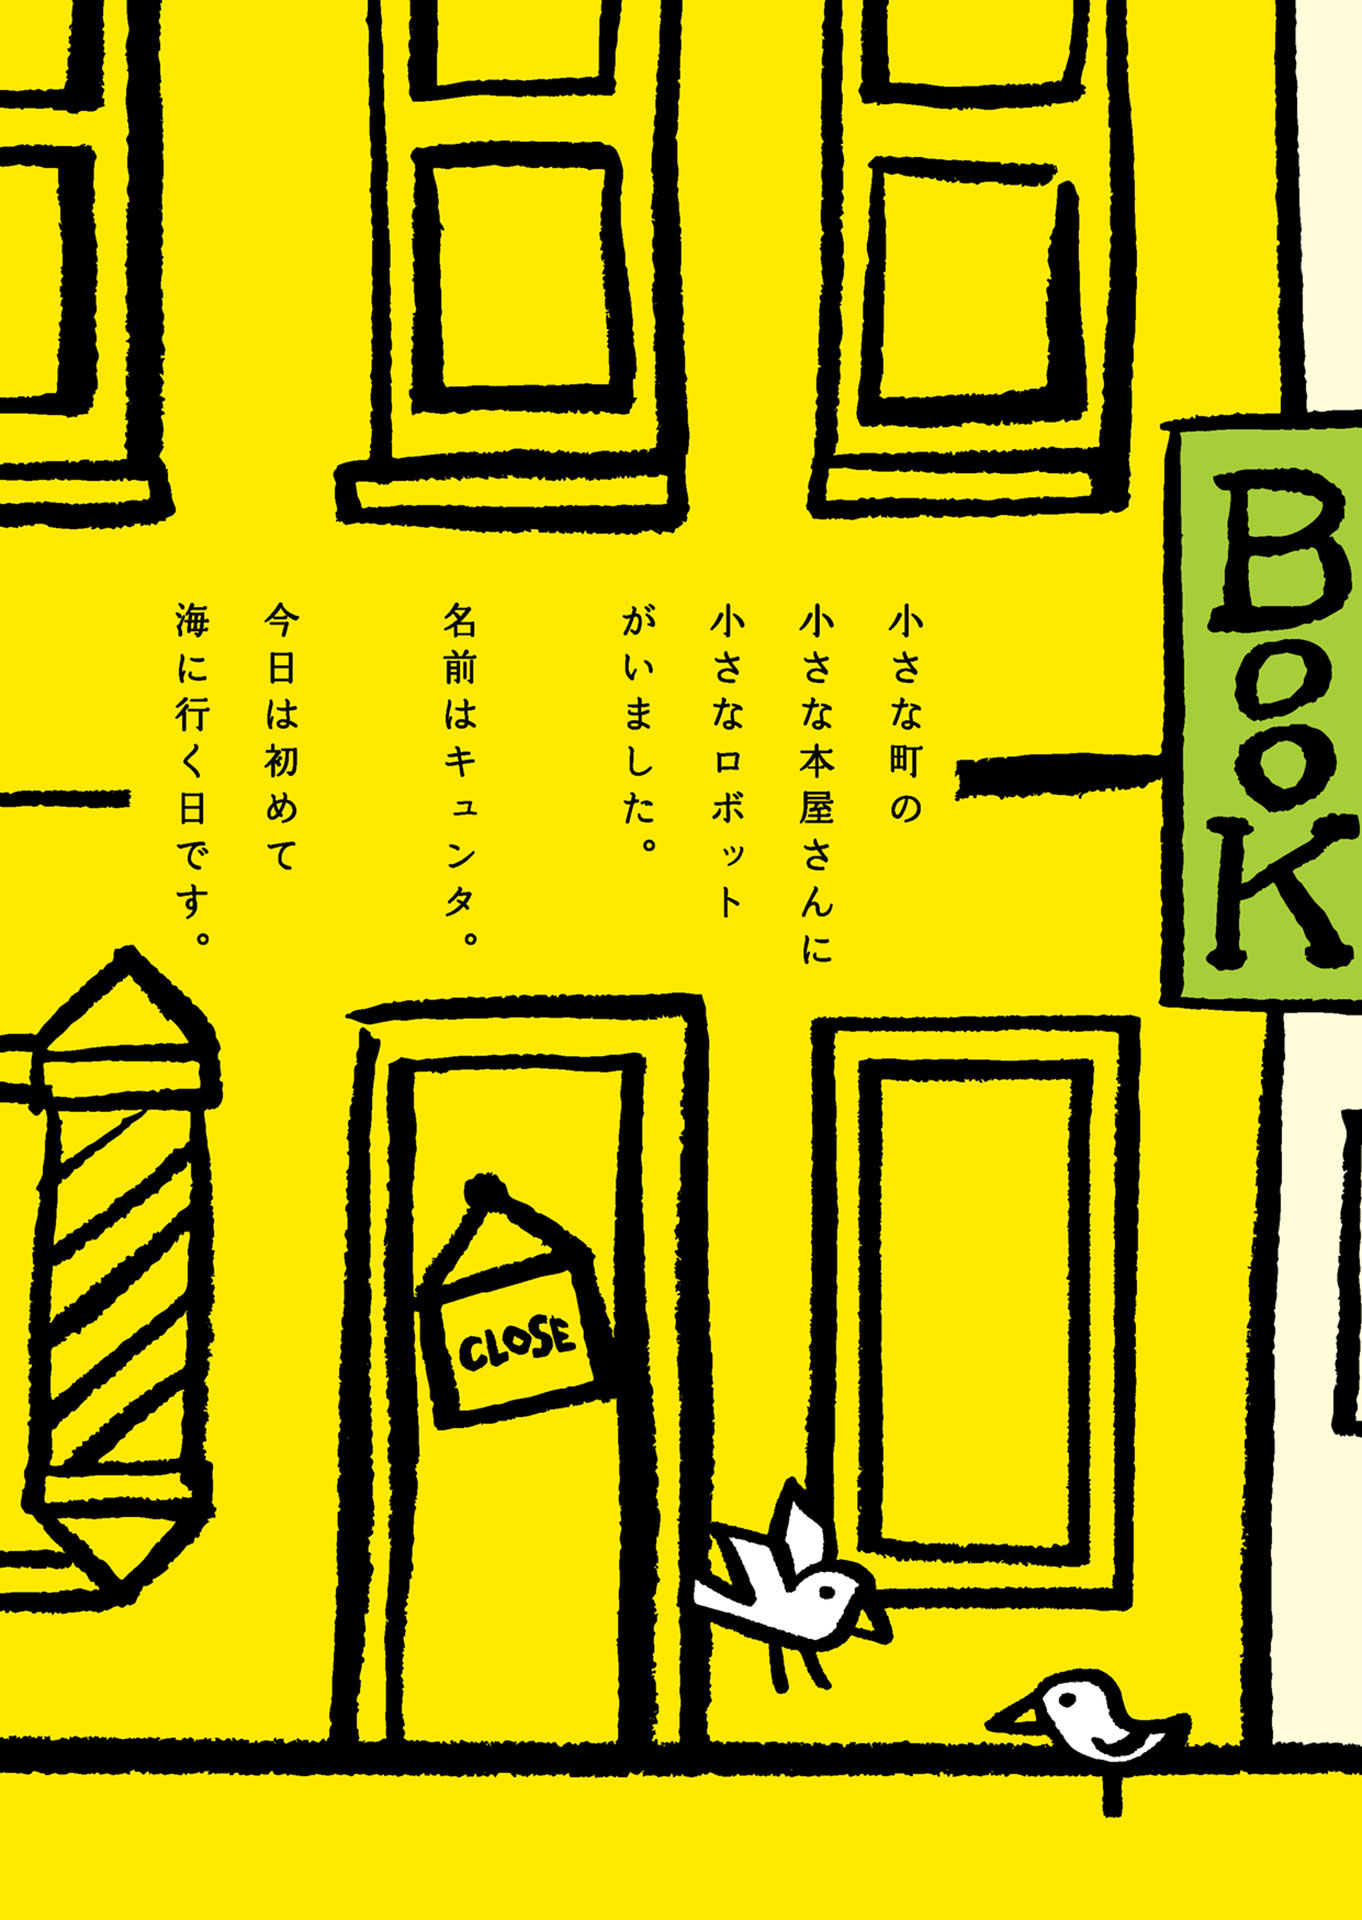 小さな町の
小さな本屋さんに
小さなロボット
がいました。
名前はキュンタ。
今日は初めて
海に行く日です。
BooK
CLOSE